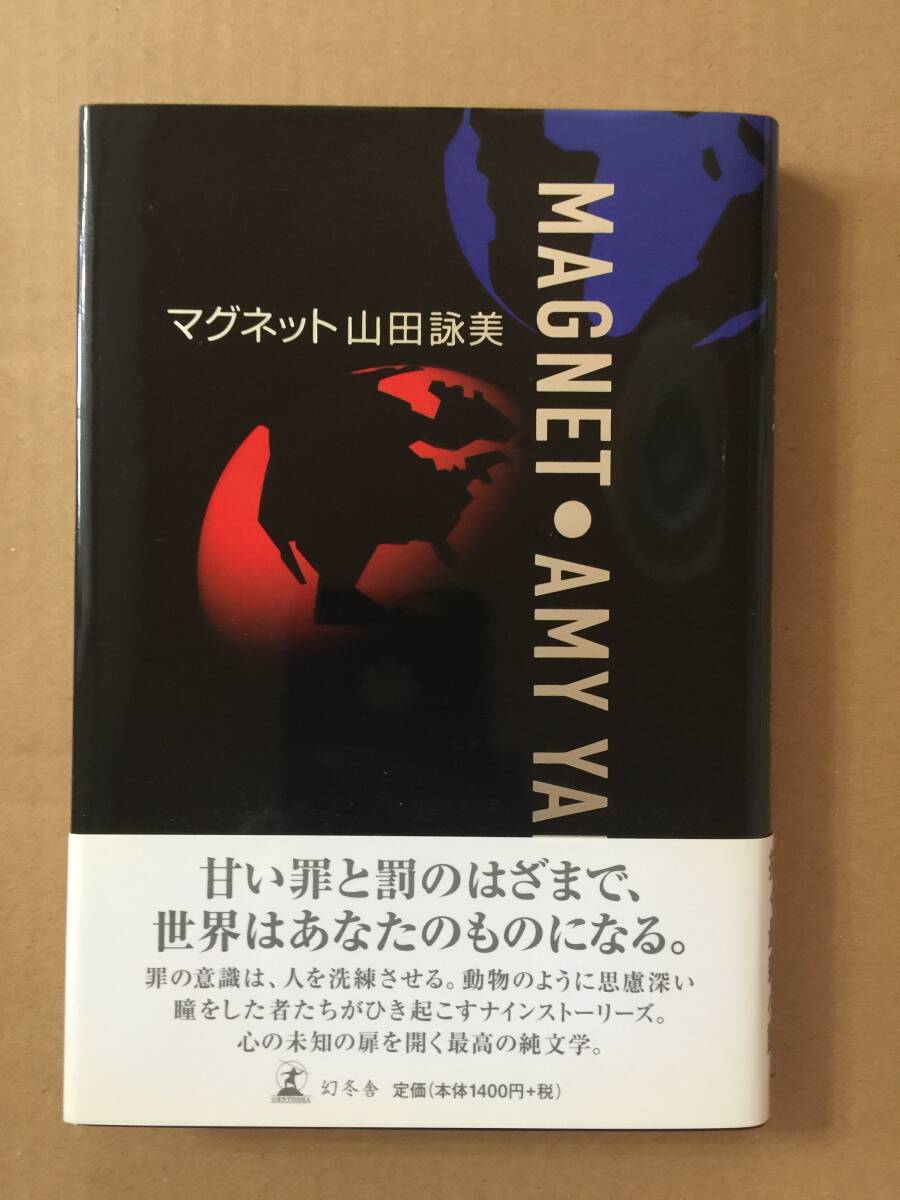 マグネット 山田詠美
MAGNET●AMY YA
甘い罪と罰のはざまで、
世界はあなたのものになる。
罪の意識は、人を洗練させる。動物のように思慮深い
瞳をした者たちがひき起こすナインストーリーズ。
心の未知の扉を開く最高の純文学。
GENTOSHA
幻冬舎 定価(本体1400円+税)